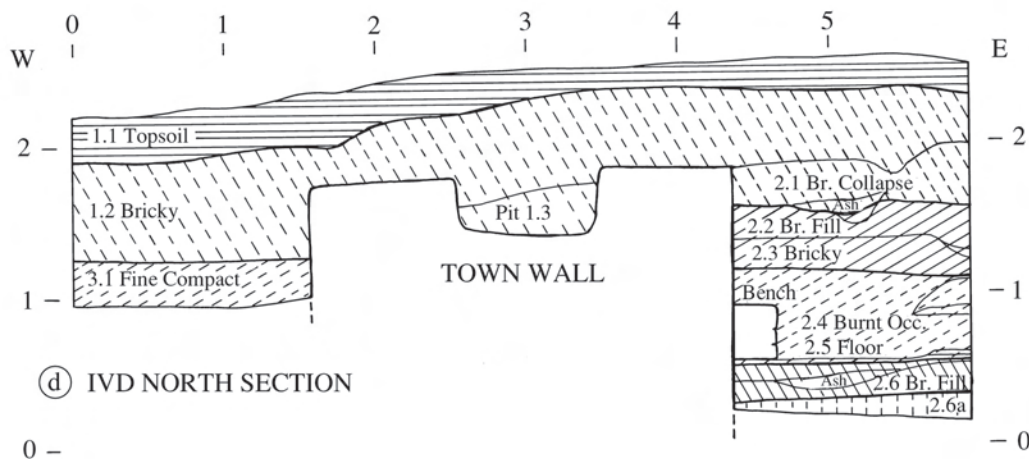 0 1 2 3 4 5
W E
1.1 Topsoil
2 2
2.1 Br. Collapse
Ash
1.2 Bricky
Pit 1.3
2.2 Br. Fill
2.3 Bricky
TOWN WALL
3.1 Fine Compact
Bench
1 1
2.4 Burnt Occ.
2.5 Floor
d IVD NORTH SECTION
Ash
2.6 Br. Fill
2.6a
0 0